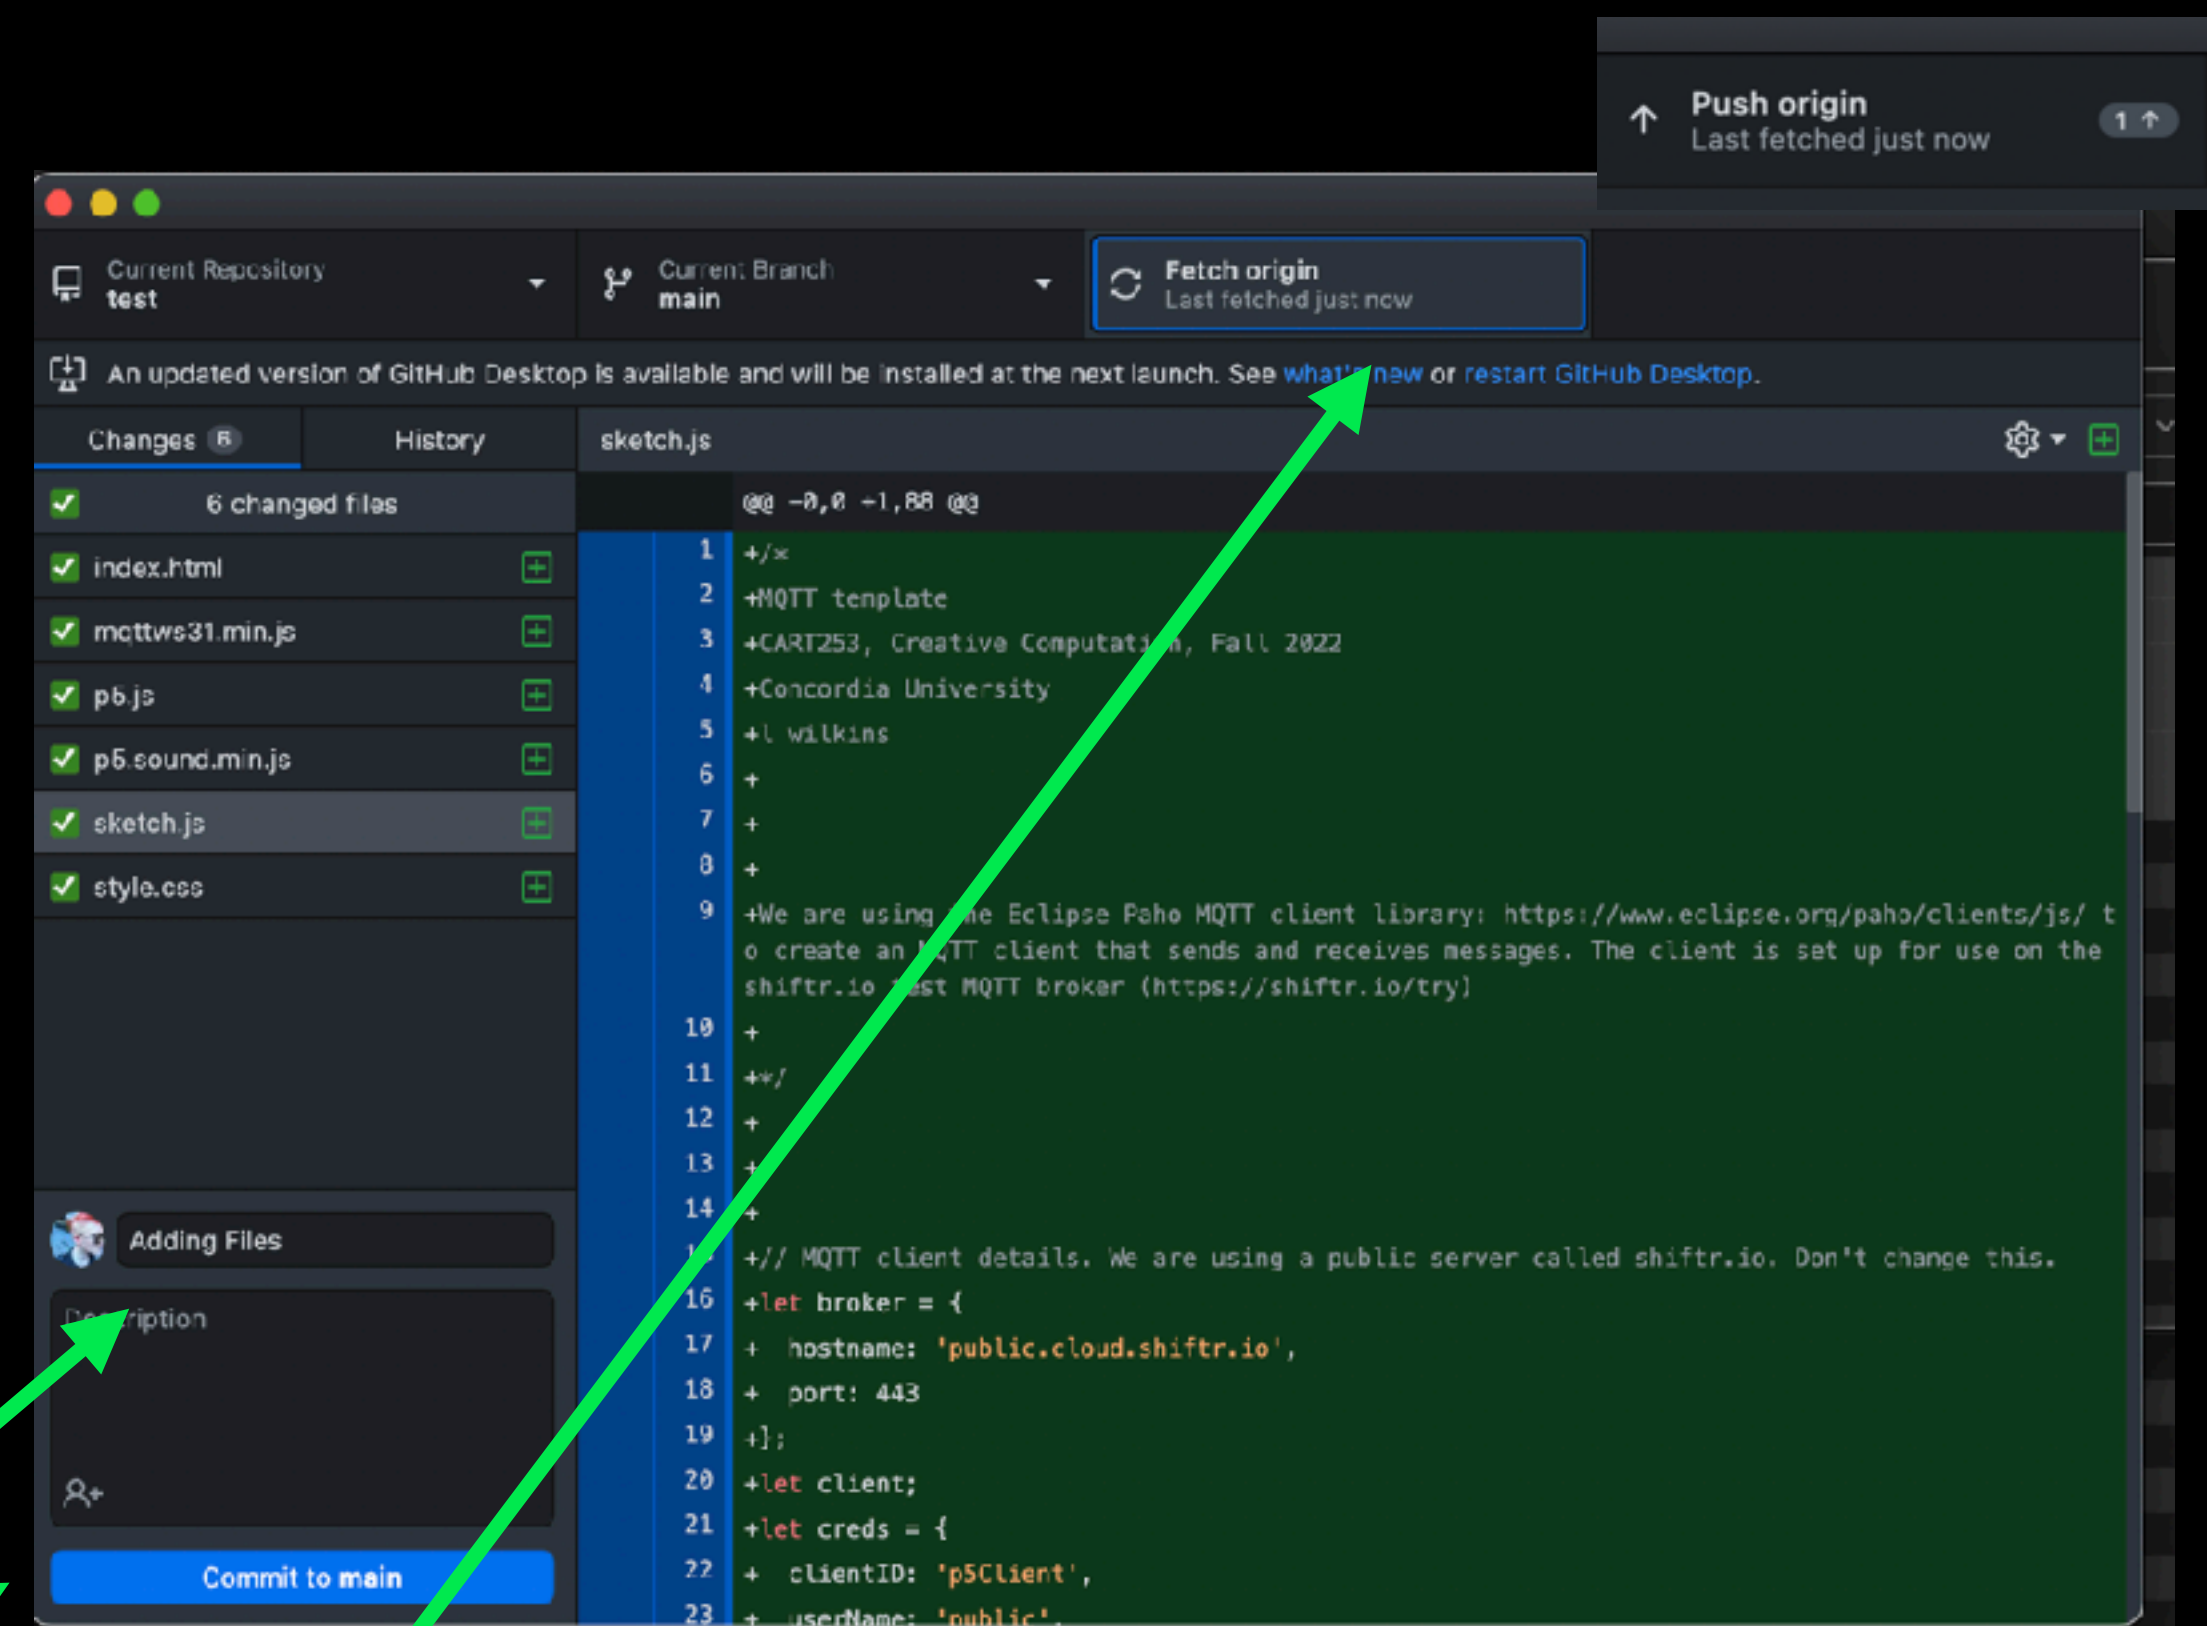 Push origin
Last fetched just now
1
Current Repository
test
Current Branch
main
Fetch origin
Last fetched just now
An updated version of GitHub Desktop is available and will be installed at the next launch. See what's new or restart GitHub Desktop.
Changes 6
History
sketch.js
6 changed files
index.html
mqttws31.min.js
p5.js
p5.sound.min.js
sketch.js
style.css
Adding Files
Description
Commit to main
@@ -0,0 +1,88 @@
1 +/*
2 +MQTT template
3 +CART253, Creative Computation, Fall 2022
4 +Concordia University
5 +l wilkins
6 +
7 +
8 +
9 +We are using the Eclipse Paho MQTT client library: https://www.eclipse.org/paho/clients/js/ t
o create an MQTT client that sends and receives messages. The client is set up for use on the
shiftr.io test MQTT broker (https://shiftr.io/try)
10 +
11 +*/
12 +
13 +
14 +
15 +// MQTT client details. We are using a public server called shiftr.io. Don't change this.
16 +let broker = {
17 + hostname: 'public.cloud.shiftr.io',
18 + port: 443
19 +};
20 +let client;
21 +let creds = {
22 + clientID: 'p5Client',
23 + userName: 'public',